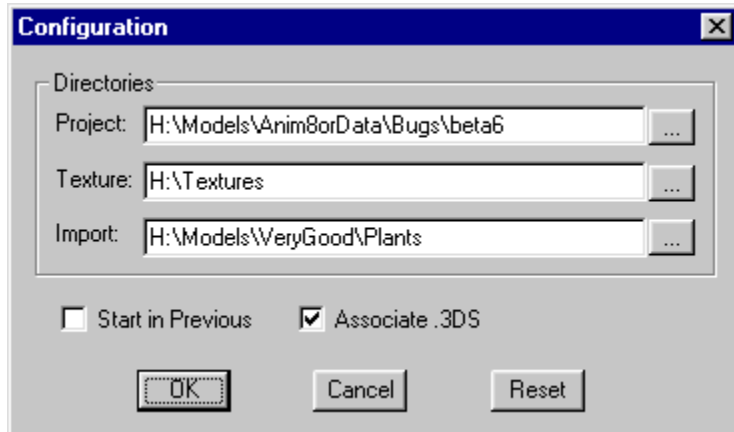 Configuration
Directories
Project: H:\Models\Anim8orData\Bugs\beta6 ...
Texture: H:\Textures ...
Import: H:\Models\VeryGood\Plants ...
Start in Previous Associate .3DS
OK Cancel Reset